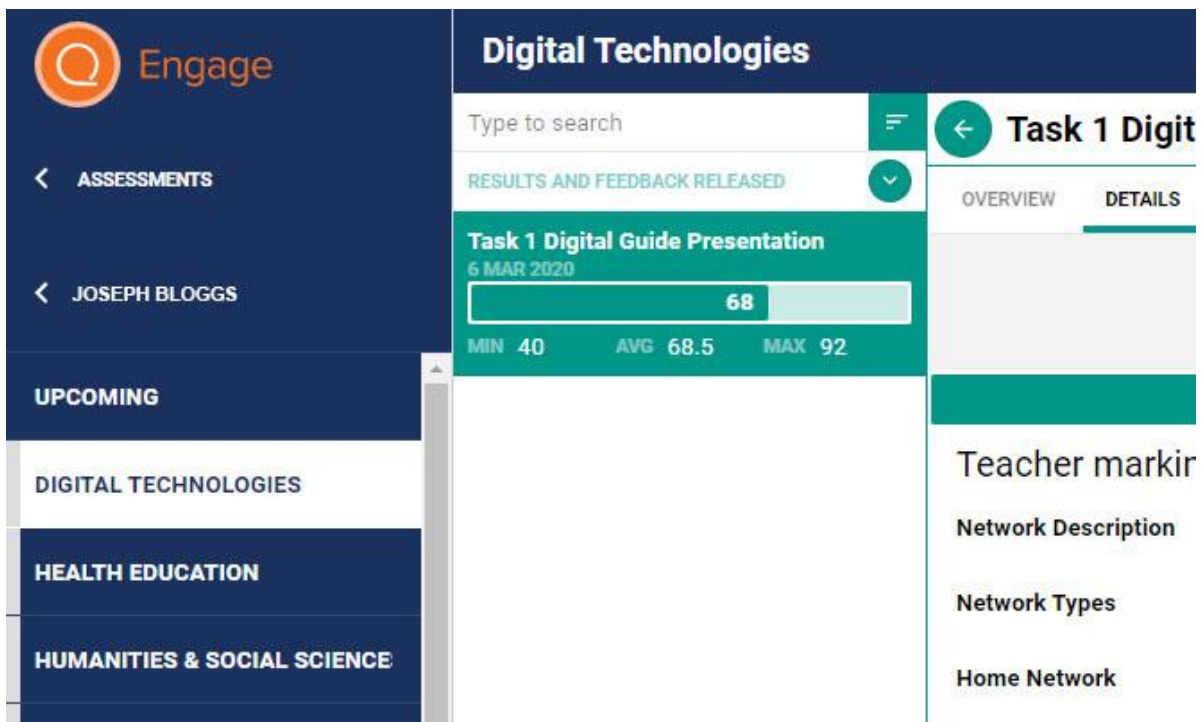 Engage
ASSESSMENTS
JOSEPH BLOGGS
UPCOMING
DIGITAL TECHNOLOGIES
HEALTH EDUCATION
HUMANITIES & SOCIAL SCIENCE
Digital Technologies
Type to search
RESULTS AND FEEDBACK RELEASED
Task 1 Digital Guide Presentation
6 MAR 2020
68
MIN 40 AVG 68.5 MAX 92
Task 1 Digit
OVERVIEW DETAILS
Teacher markin
Network Description
Network Types
Home Network